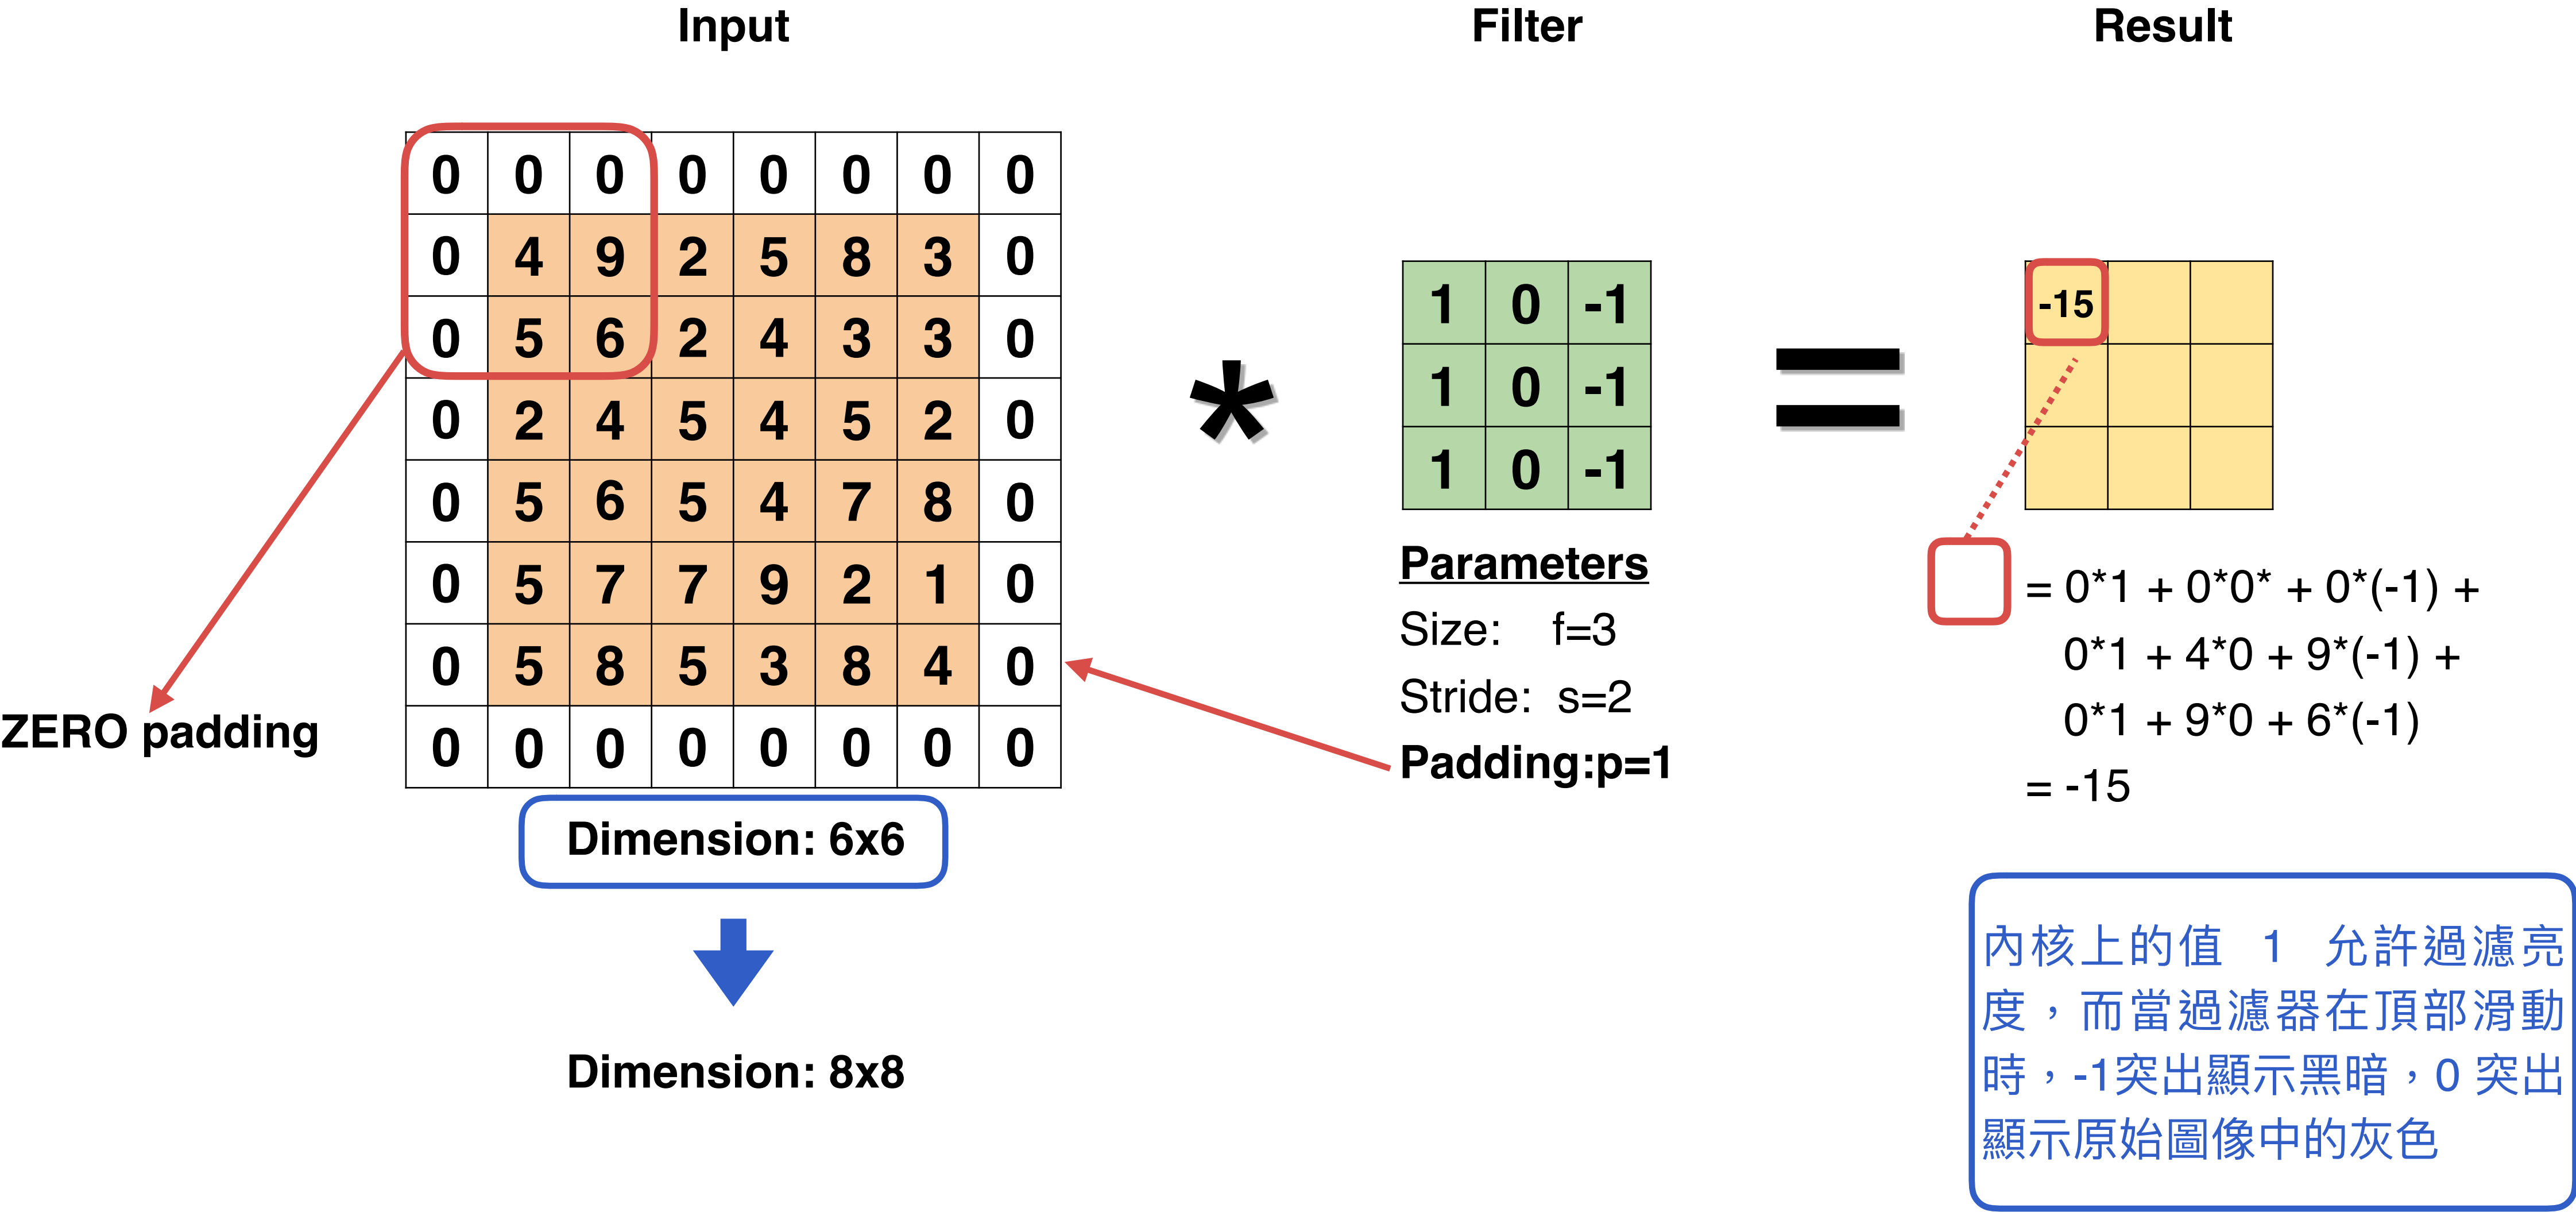 Input
Filter
Result
0 0 0 0 0 0 0 0
0 4 9 2 5 8 3 0
0 5 6 2 4 3 3 0
0 2 4 5 4 5 2 0
0 5 6 5 4 7 8 0
0 5 7 7 9 2 1 0
0 5 8 5 3 8 4 0
0 0 0 0 0 0 0 0
ZERO padding
Dimension: 6x6
Dimension: 8x8
*
1 0 -1
1 0 -1
1 0 -1
Parameters
Size: f=3
Stride: s=2
Padding:p=1
=
-15
= 0*1 + 0*0* + 0*(-1) +
0*1 + 4*0 + 9*(-1) +
0*1 + 9*0 + 6*(-1)
= -15
內核上的值 1 允許過濾亮
度，而當過濾器在頂部滑動
時，-1突出顯示黑暗，0 突出
顯示原始圖像中的灰色